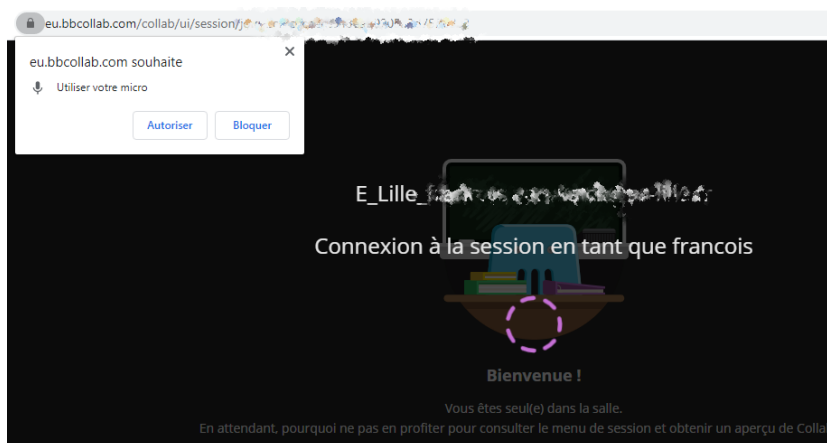 eu.bbcollab.com/collab/ui/session/
eu.bbcollab.com souhaite
Utiliser votre micro
Autoriser
Bloquer
E_Lille_
Connexion à la session en tant que francois
Bienvenue !
Vous êtes seul(e) dans la salle.
En attendant, pourquoi ne pas en profiter pour consulter le menu de session et obtenir un aperçu de